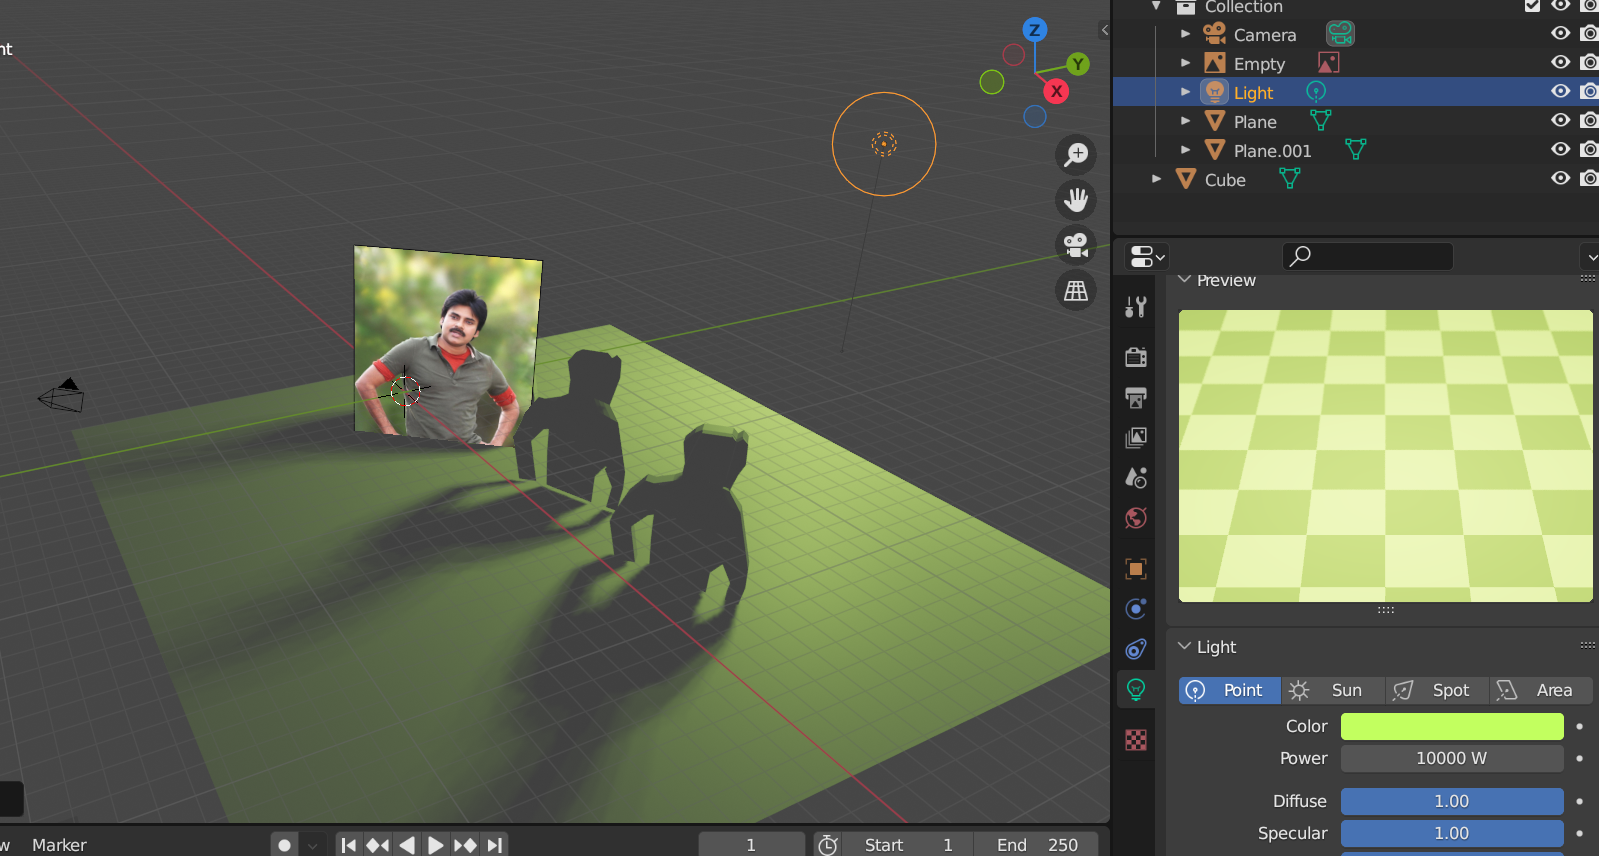 nt
Z
Y
X
Collection
Camera
Empty
Light
Plane
Plane.001
Cube
Preview
Light
Point Sun Spot Area
Color
Power 10000 W
Diffuse 1.00
Specular 1.00
w Marker 1 Start 1 End 250